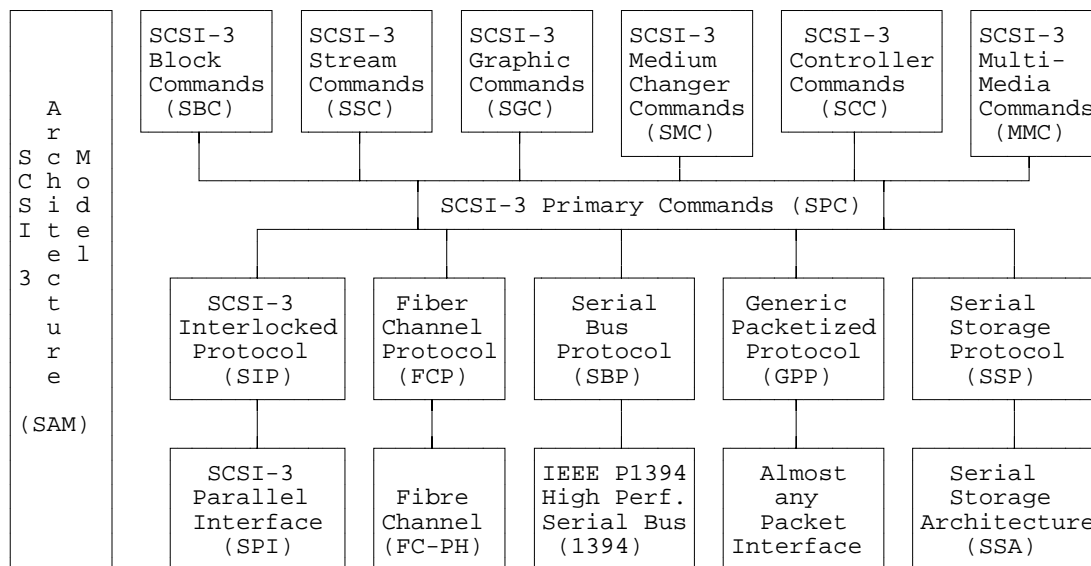 SCSI-3 Architecture Model
(SAM)
SCSI-3
Block
Commands
(SBC)
SCSI-3
Stream
Commands
(SSC)
SCSI-3
Graphic
Commands
(SGC)
SCSI-3
Medium
Changer
Commands
(SMC)
SCSI-3
Controller
Commands
(SCC)
SCSI-3
Multi-
Media
Commands
(MMC)
SCSI-3 Primary Commands (SPC)
SCSI-3
Interlocked
Protocol
(SIP)
Fiber
Channel
Protocol
(FCP)
Serial
Bus
Protocol
(SBP)
Generic
Packetized
Protocol
(GPP)
Serial
Storage
Protocol
(SSP)
SCSI-3
Parallel
Interface
(SPI)
Fibre
Channel
(FC-PH)
IEEE P1394
High Perf.
Serial Bus
(1394)
Almost
any
Packet
Interface
Serial
Storage
Architecture
(SSA)